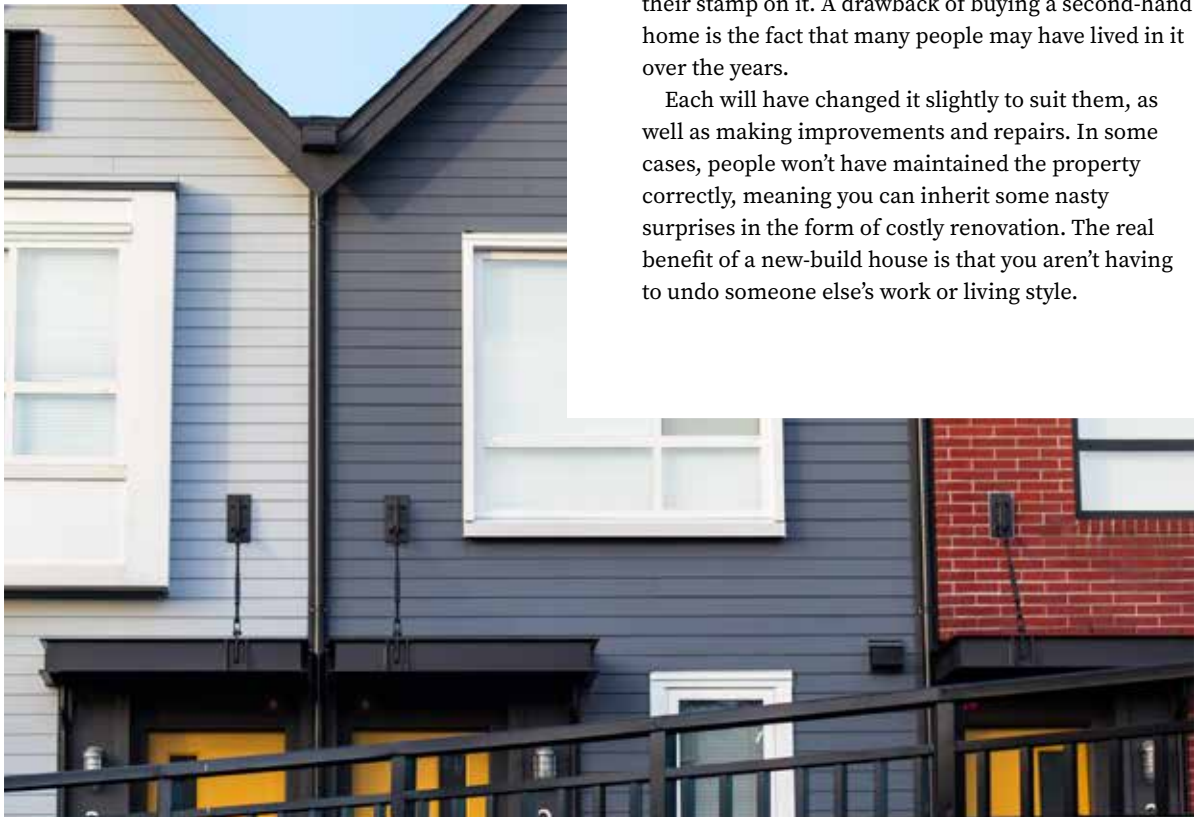 their stamp on it. A drawback of buying a second-hand
home is the fact that many people may have lived in it
over the years.
Each will have changed it slightly to suit them, as
well as making improvements and repairs. In some
cases, people won’t have maintained the property
correctly, meaning you can inherit some nasty
surprises in the form of costly renovation. The real
benefit of a new-build house is that you aren’t having
to undo someone else’s work or living style.